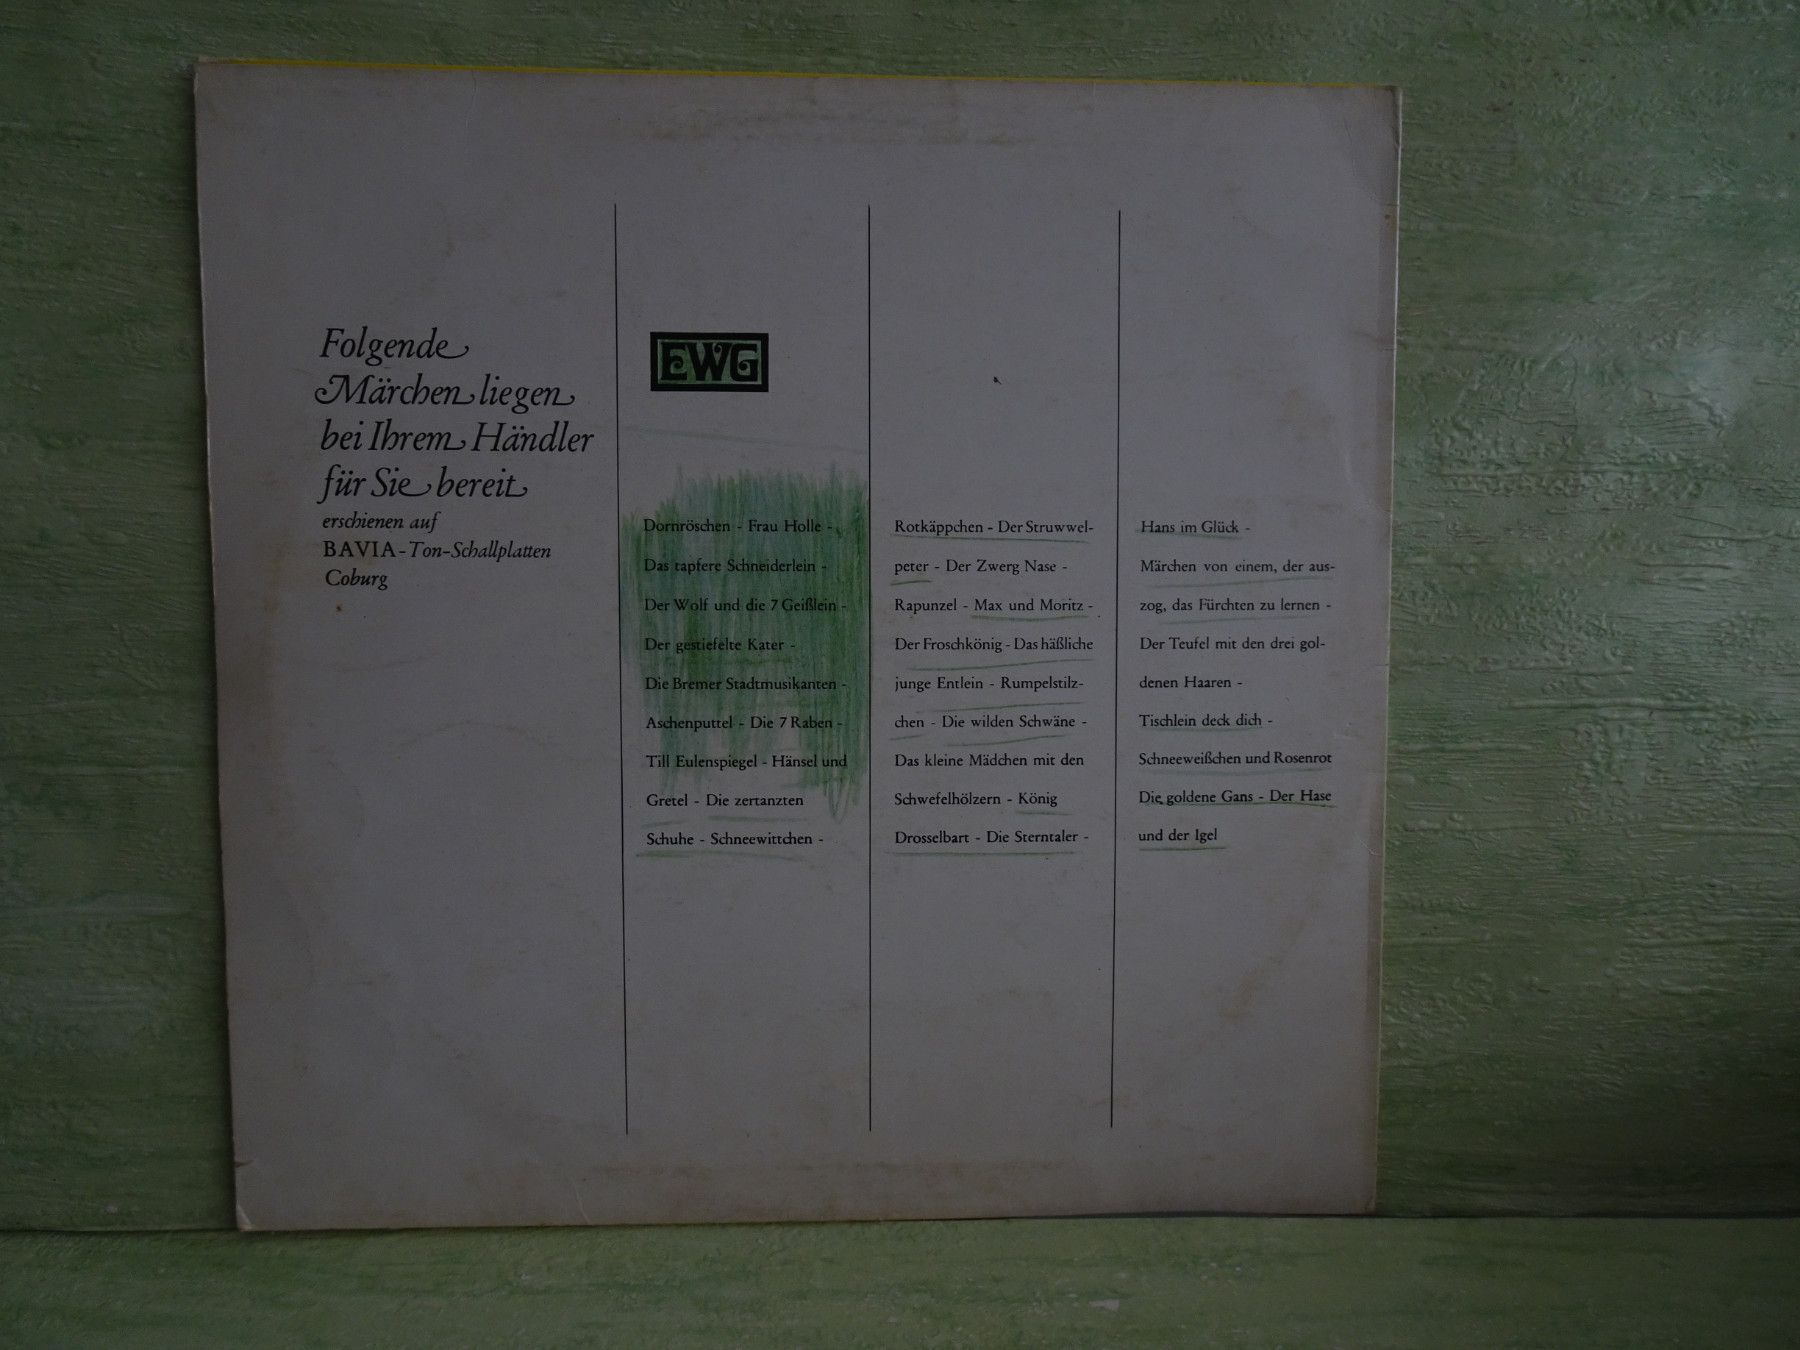 Folgende
Märchen liegen
bei Ihrem Händler
für Sie bereit
erschienen auf
BAVIA-Ton-Schallplatten
Coburg
EWG
Dornröschen - Frau Holle -
Das tapfere Schneiderlein -
Der Wolf und die 7 Geißlein -
Der gestiefelte Kater -
Die Bremer Stadtmusikanten -
Aschenputtel - Die 7 Raben -
Till Eulenspiegel - Hänsel und
Gretel - Die zertanzten
Schuhe - Schneewittchen -
Rotkäppchen - Der Struwwel-
peter - Der Zwerg Nase -
Rapunzel - Max und Moritz -
Der Froschkönig - Das häßliche
junge Entlein - Rumpelstilz-
chen - Die wilden Schwäne -
Das kleine Mädchen mit den
Schwefelhölzern - König
Drosselbart - Die Sterntaler -
Hans im Glück -
Märchen von einem, der aus-
zog, das Fürchten zu lernen -
Der Teufel mit den drei gol-
denen Haaren -
Tischlein deck dich -
Schneeweißchen und Rosenrot
Die goldene Gans - Der Hase
und der Igel